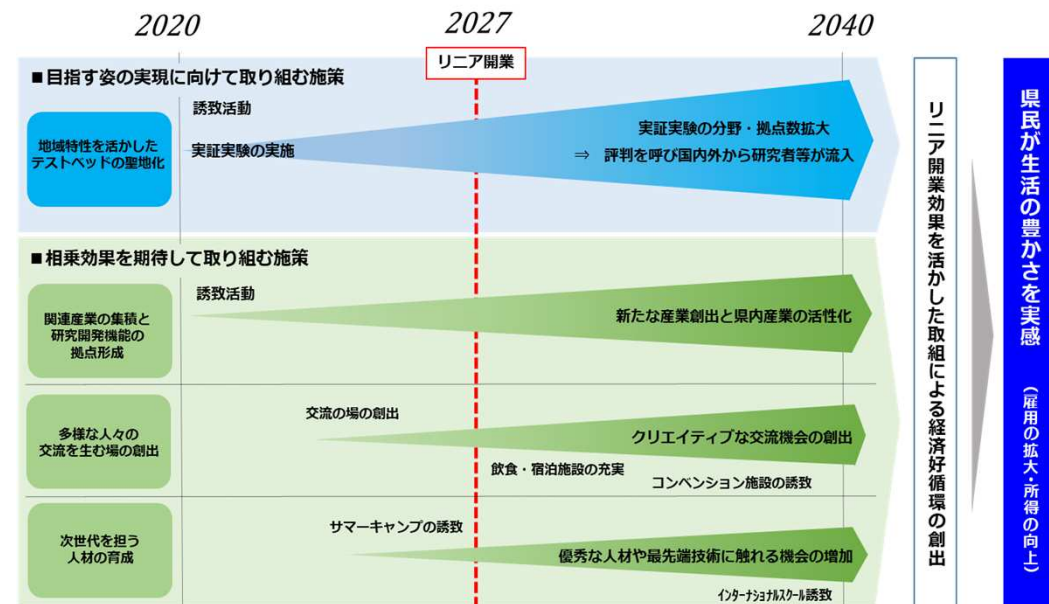 2020
2027
2040
リニア開業
■目指す姿の実現に向けて取り組む施策
誘致活動
地域特性を活かした
テストベッドの聖地化
実証実験の実施
実証実験の分野・拠点数拡大
⇒ 評判を呼び国内外から研究者等が流入
■相乗効果を期待して取り組む施策
誘致活動
関連産業の集積と
研究開発機能の
拠点形成
新たな産業創出と県内産業の活性化
交流の場の創出
多様な人々の
交流を生む場の創出
クリエイティブな交流機会の創出
飲食・宿泊施設の充実
コンベンション施設の誘致
サマーキャンプの誘致
次世代を担う
人材の育成
優秀な人材や最先端技術に触れる機会の増加
インターナショナルスクール誘致
リニア開業効果を活かした取組による経済好循環の創出
県民が生活の豊かさを実感
(雇用の拡大・所得の向上)